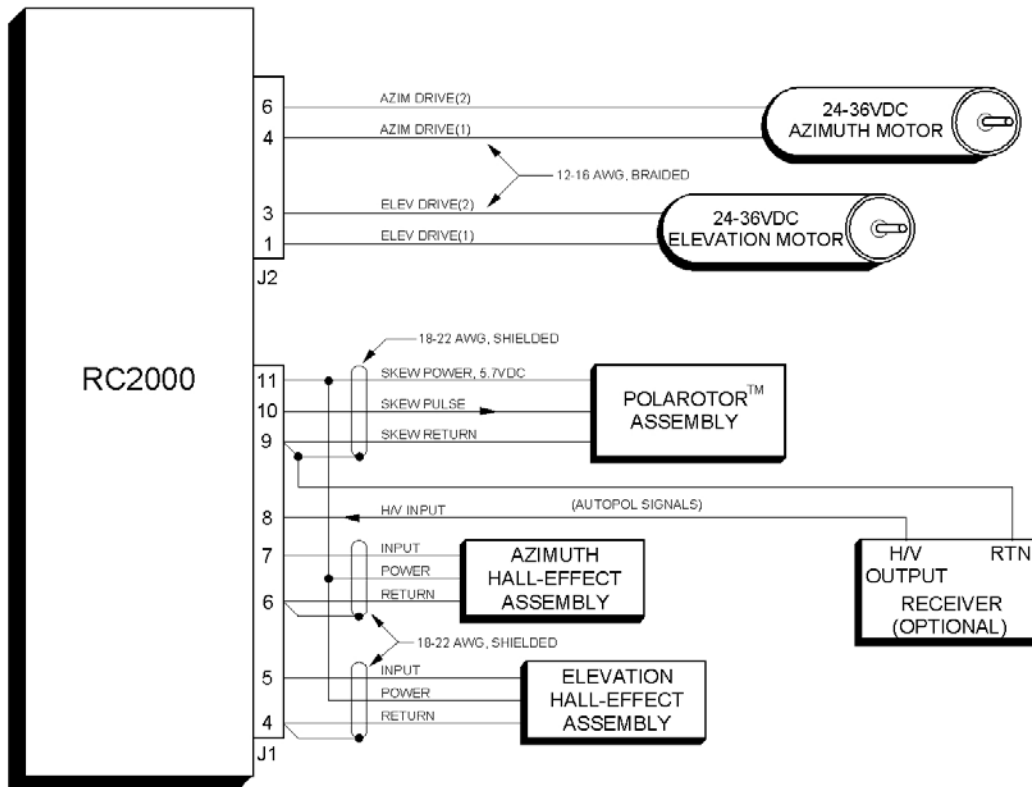 6
AZIM DRIVE(2)
24-36VDC
AZIMUTH MOTOR
4
AZIM DRIVE(1)
12-16 AWG, BRAIDED
3
ELEV DRIVE(2)
24-36VDC
ELEVATION MOTOR
1
ELEV DRIVE(1)
J2
18-22 AWG, SHIELDED
RC2000
11
SKEW POWER, 5.7VDC
POLAROTOR™
ASSEMBLY
10
SKEW PULSE
9
SKEW RETURN
8
H/V INPUT
(AUTOPOL SIGNALS)
7
INPUT
AZIMUTH
HALL-EFFECT
ASSEMBLY
POWER
6
RETURN
H/V
OUTPUT
RTN
RECEIVER
(OPTIONAL)
18-22 AWG, SHIELDED
5
INPUT
ELEVATION
HALL-EFFECT
ASSEMBLY
POWER
4
RETURN
J1